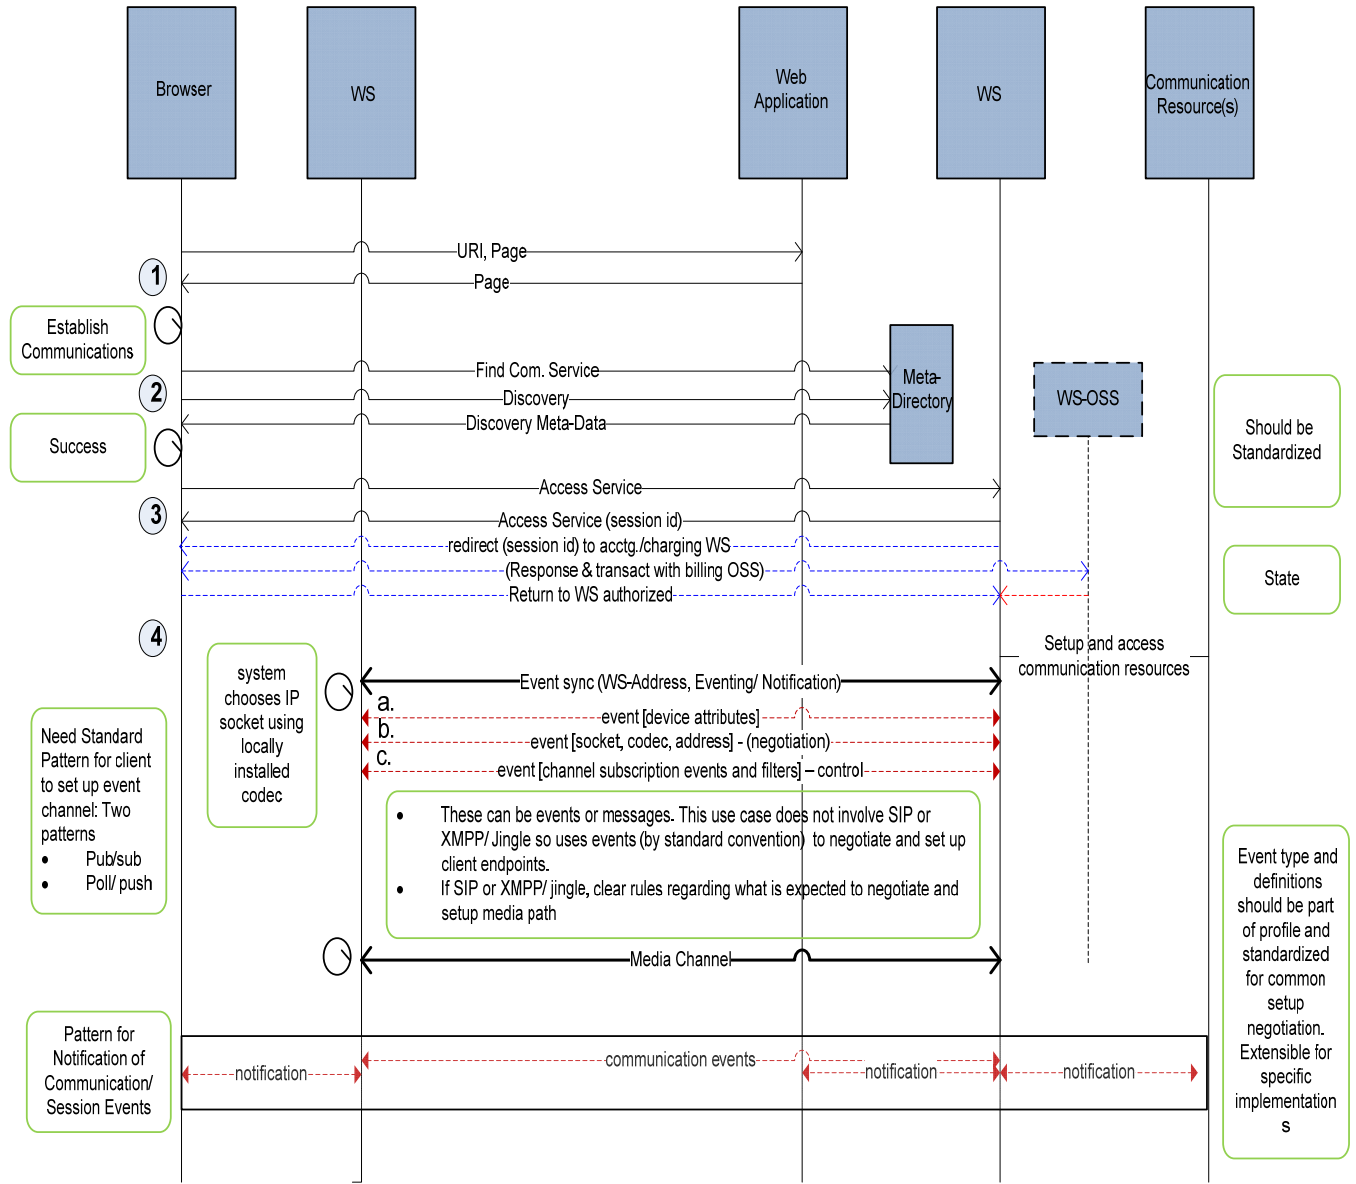 Browser
WS
Web
Application
WS
Communication
Resource(s)
URI, Page
1
Page
Establish
Communications
Find Com. Service
2
Discovery
Discovery Meta-Data
Meta-
Directory
WS-OSS
Should be
Standardized
Success
Access Service
3
Access Service (session id)
redirect (session id) to acctg./charging WS
(Response & transact with billing OSS)
Return to WS authorized
State
4
Setup and access
communication resources
system
chooses IP
socket using
locally
installed
codec
Event sync (WS-Address, Eventing/ Notification)
a.
event [device attributes]
b.
event [socket, codec, address] - (negotiation)
c.
event [channel subscription events and filters] – control
Need Standard
Pattern for client
to set up event
channel: Two
patterns
• Pub/sub
• Poll/ push
• These can be events or messages. This use case does not involve SIP or
XMPP/ Jingle so uses events (by standard convention) to negotiate and set up
client endpoints.
• If SIP or XMPP/ jingle, clear rules regarding what is expected to negotiate and
setup media path
Media Channel
Event type and
definitions
should be part
of profile and
standardized
for common
setup
negotiation.
Extensible for
specific
implementation
s
Pattern for
Notification of
Communication/
Session Events
notification
communication events
notification
notification